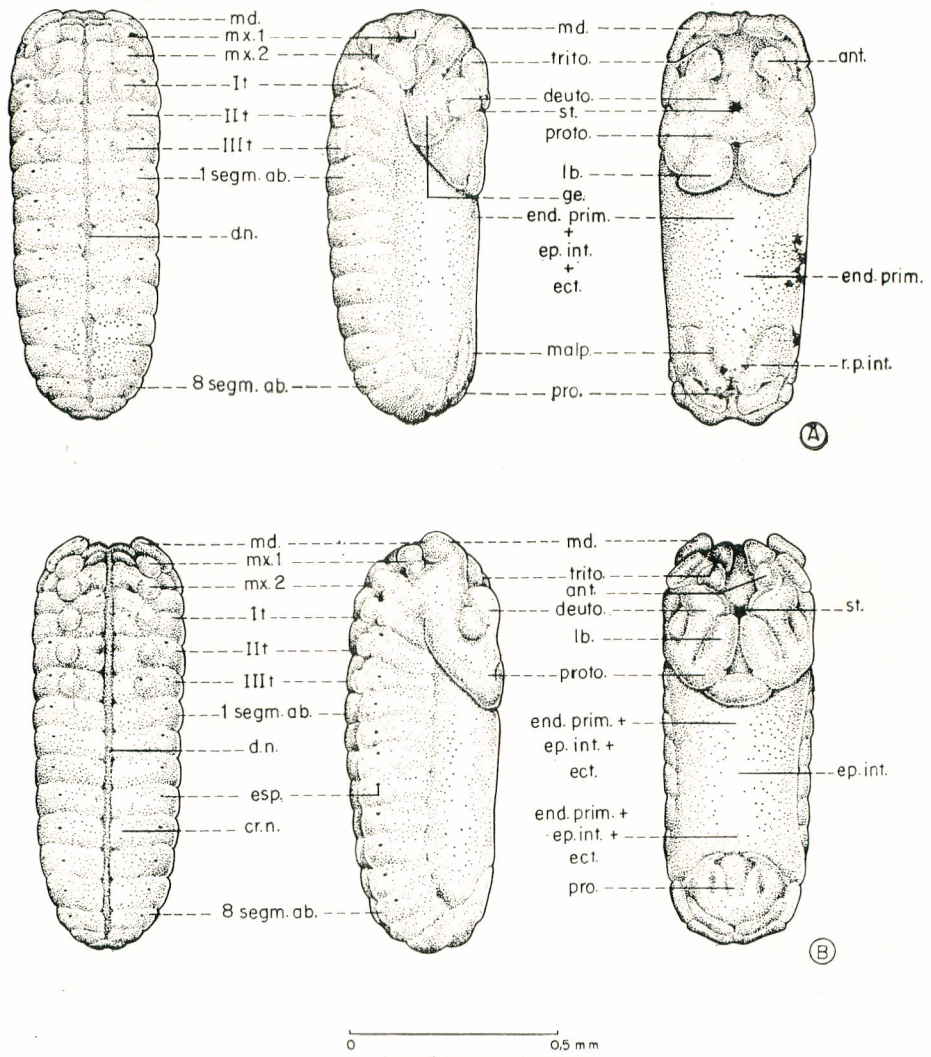 md.
mx.1
mx.2
It
IIt
IIIt
1 segm. ab.
d.n.
8 segm. ab.
md.
trito.
deuto.
st.
proto.
lb.
ge.
end. prim.
+
ep. int.
+
ect.
malp.
pro.
ant.
end. prim.
r.p. int.
A
md.
mx.1
mx.2
It
IIt
IIIt
1 segm. ab.
d.n.
esp.
cr.n.
8 segm. ab.
md.
trito.
ant.
deuto.
lb.
proto.
end. prim. +
ep. int. +
ect.
end. prim. +
ep. int. +
ect.
pro.
st.
ep. int.
B
0 0,5 mm